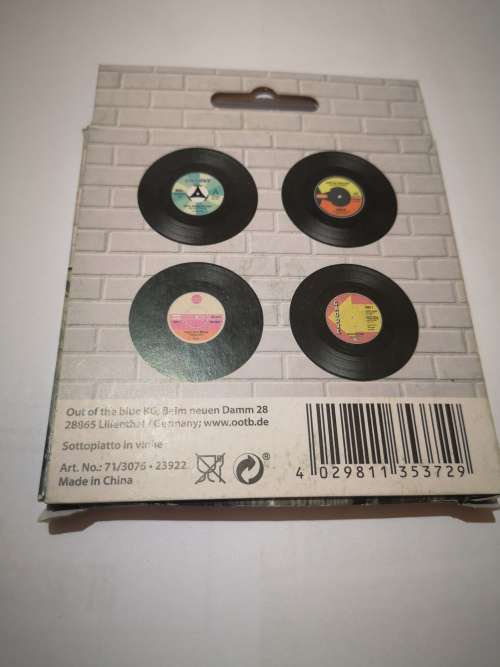 Out of the blue KG, Beim neuen Damm 28
28865 Lilienthal / Germany; www.ootb.de
Sottopiatto in vinile
Art. No.: 71/3076 • 23922
Made in China
®
4 029811 353729